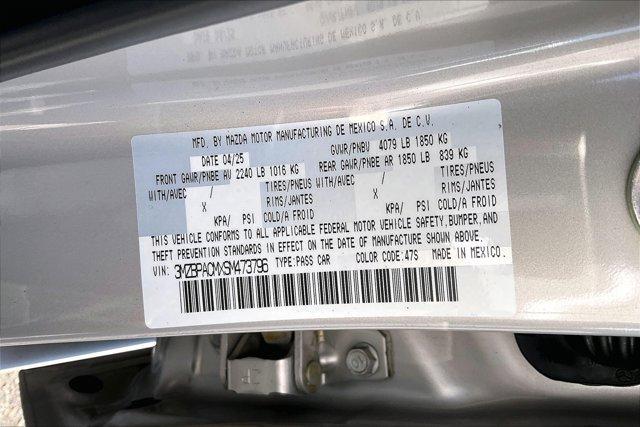 MFD. BY MAZDA MOTOR MANUFACTURING DE MEXICO S.A. DE C.V.
DATE 04/25 GVWR/PNBV 4079 LB 1850 KG
FRONT GAWR/PNBE AV 2240 LB 1016 KG REAR GAWR/PNBE AR 1850 LB 839 KG
WITH/AVEC / TIRES/PNEUS WITH/AVEC / TIRES/PNEUS
X RIMS/JANTES X RIMS/JANTES
KPA/ PSI COLD/A FROID KPA/ PSI COLD/A FROID
THIS VEHICLE CONFORMS TO ALL APPLICABLE FEDERAL MOTOR VEHICLE SAFETY, BUMPER, AND
THEFT PREVENTION STANDARDS IN EFFECT ON THE DATE OF MANUFACTURE SHOWN ABOVE.
VIN: 3MZBPACMXSM473796 TYPE:PASS CAR COLOR CODE:47S MADE IN MEXICO.